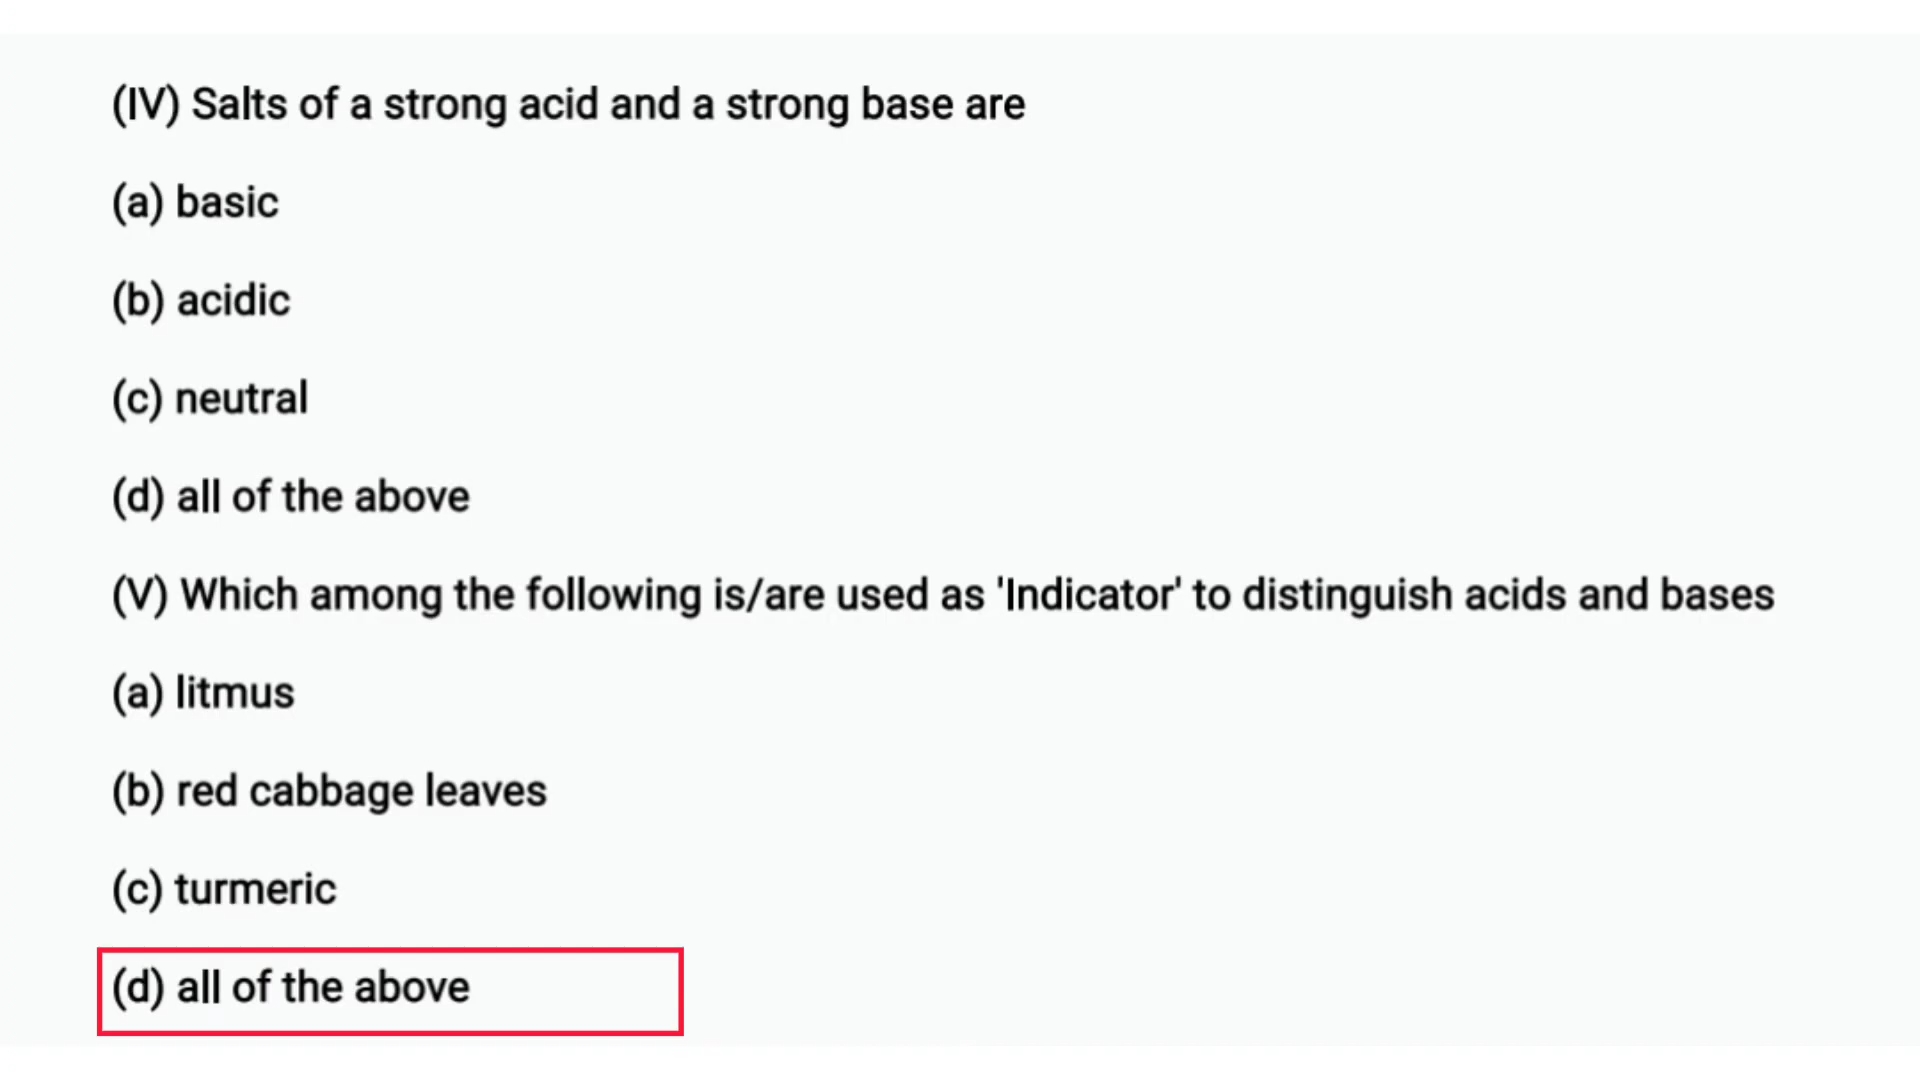 (IV) Salts of a strong acid and a strong base are
(a) basic
(b) acidic
(c) neutral
(d) all of the above
(V) Which among the following is/are used as 'Indicator' to distinguish acids and bases
(a) litmus
(b) red cabbage leaves
(c) turmeric
(d) all of the above